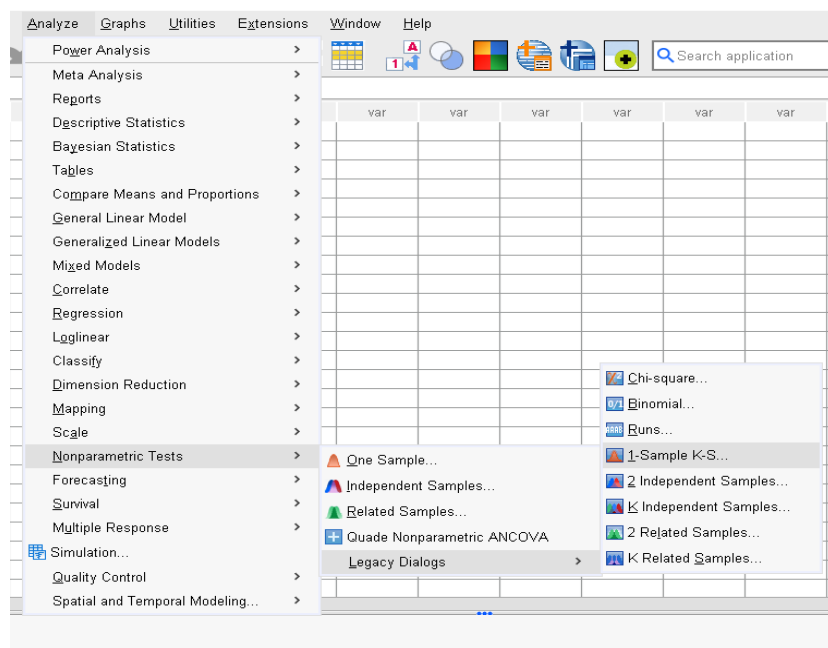 Analyze Graphs Utilities Extensions Window Help
Search application
Power Analysis
Meta Analysis
Reports
Descriptive Statistics
Bayesian Statistics
Tables
Compare Means and Proportions
General Linear Model
Generalized Linear Models
Mixed Models
Correlate
Regression
Loglinear
Classify
Dimension Reduction
Mapping
Scale
Nonparametric Tests
Forecasting
Survival
Multiple Response
Simulation...
Quality Control
Spatial and Temporal Modeling...
A
1
var var var var var var
One Sample...
Independent Samples...
Related Samples...
Quade Nonparametric ANCOVA
Legacy Dialogs
Chi-square...
0/1 Binomial...
AAAB Runs...
1-Sample K-S...
2 Independent Samples...
K Independent Samples...
2 Related Samples...
K Related Samples...